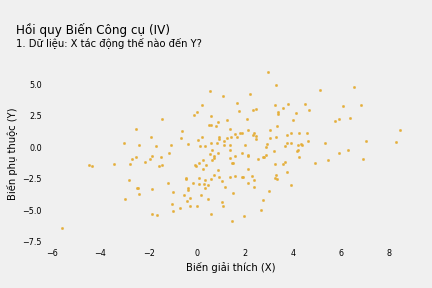 Hồi quy Biến Công cụ (IV)
1. Dữ liệu: X tác động thế nào đến Y?
Biến phụ thuộc (Y)
5.0
2.5
0.0
−2.5
−5.0
−7.5
−6 −4 −2 0 2 4 6 8
Biến giải thích (X)